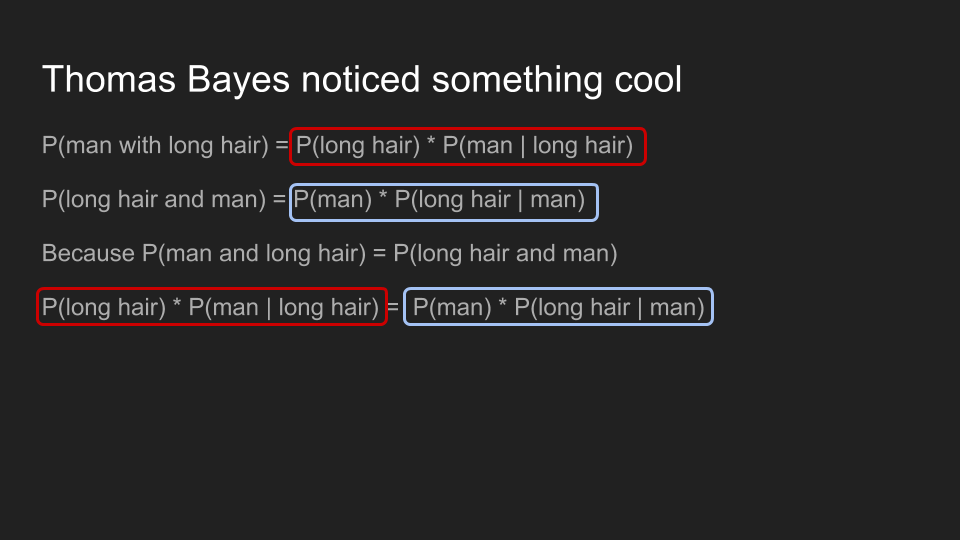 Thomas Bayes noticed something cool
P(man with long hair) = P(long hair) * P(man | long hair)
P(long hair and man) = P(man) * P(long hair | man)
Because P(man and long hair) = P(long hair and man)
P(long hair) * P(man | long hair) = P(man) * P(long hair | man)